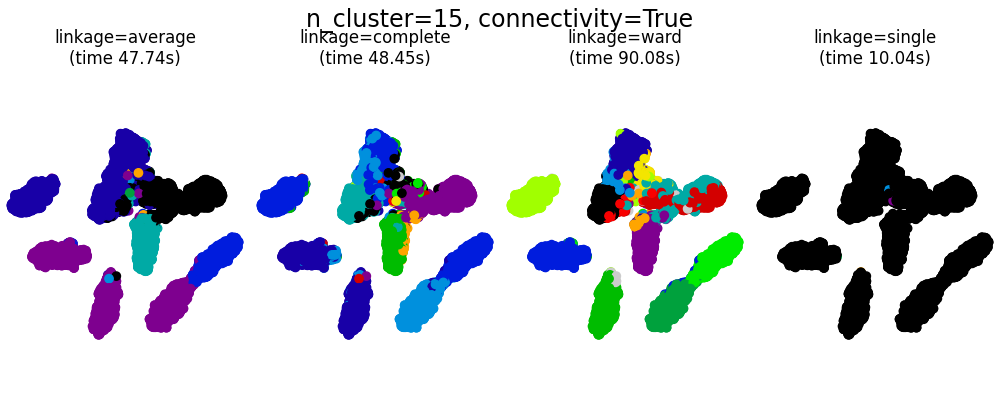 n_cluster=15, connectivity=True
linkage=average
(time 47.74s)
linkage=complete
(time 48.45s)
linkage=ward
(time 90.08s)
linkage=single
(time 10.04s)